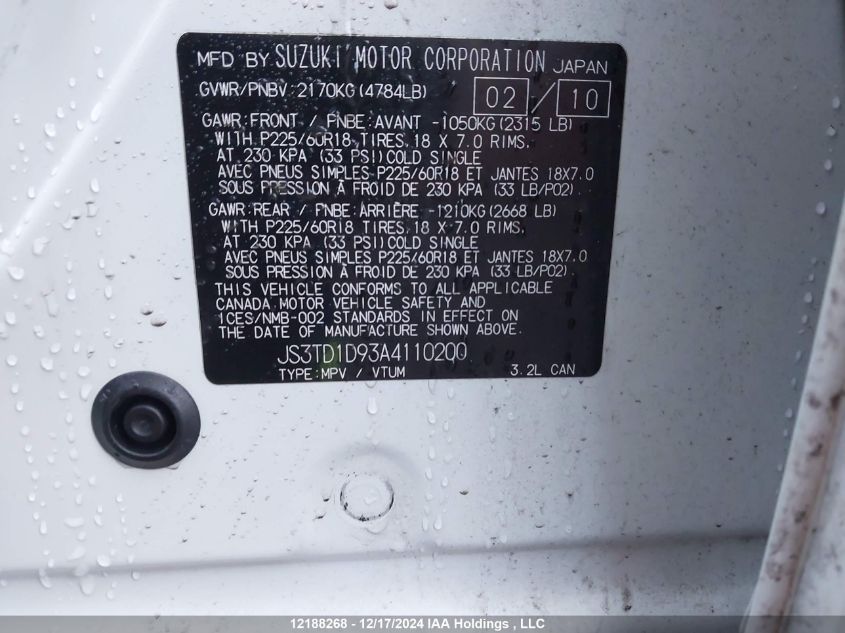 MFD BY SUZUKI MOTOR CORPORATION JAPAN
GVWR/PNBV:2170KG(4784LB) 02 / 10
GAWR:FRONT / FNBE:AVANT -1050KG(2315 LB)
WITH P225/60R18 TIRES, 18 X 7.0 RIMS,
AT 230 KPA (33 PSI)COLD SINGLE
AVEC PNEUS SIMPLES P225/60R18 ET JANTES 18X7.0
SOUS PRESSION À FROID DE 230 KPA (33 LB/PO2).
GAWR:REAR / FNBE:ARRIÈRE -1210KG(2668 LB)
WITH P225/60R18 TIRES, 18 X 7.0 RIMS,
AT 230 KPA (33 PSI)COLD SINGLE
AVEC PNEUS SIMPLES P225/60R18 ET JANTES 18X7.0
SOUS PRESSION À FROID DE 230 KPA (33 LB/PO2).
THIS VEHICLE CONFORMS TO ALL APPLICABLE
CANADA MOTOR VEHICLE SAFETY AND
ICES/NMB-002 STANDARDS IN EFFECT ON
THE DATE OF MANUFACTURE SHOWN ABOVE.
JS3TD1D93A4110200
TYPE:MPV / VTUM 3.2L CAN
12188268 - 12/17/2024 IAA Holdings , LLC